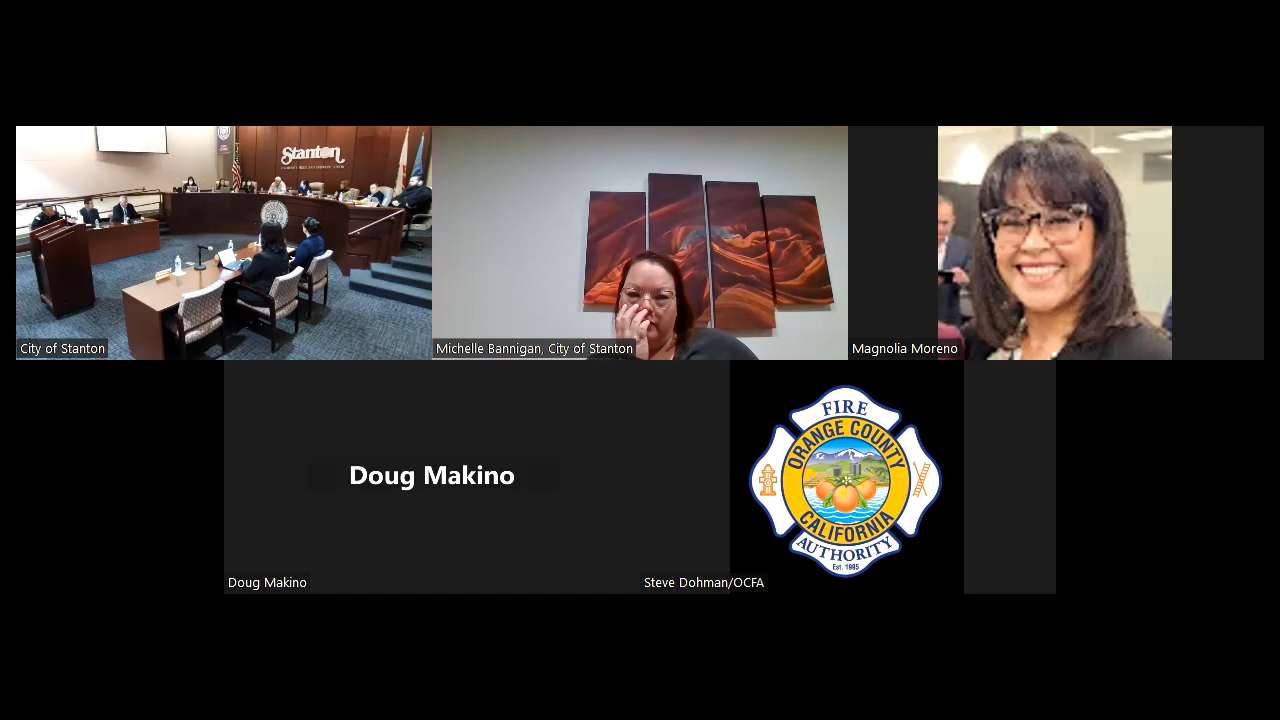 Stanton
City of Stanton
Michelle Bannigan, City of Stanton
Magnolia Moreno
Doug Makino
Doug Makino
FIRE
ORANGE COUNTY
CALIFORNIA
AUTHORITY
Est. 1995
Steve Dohman/OCFA